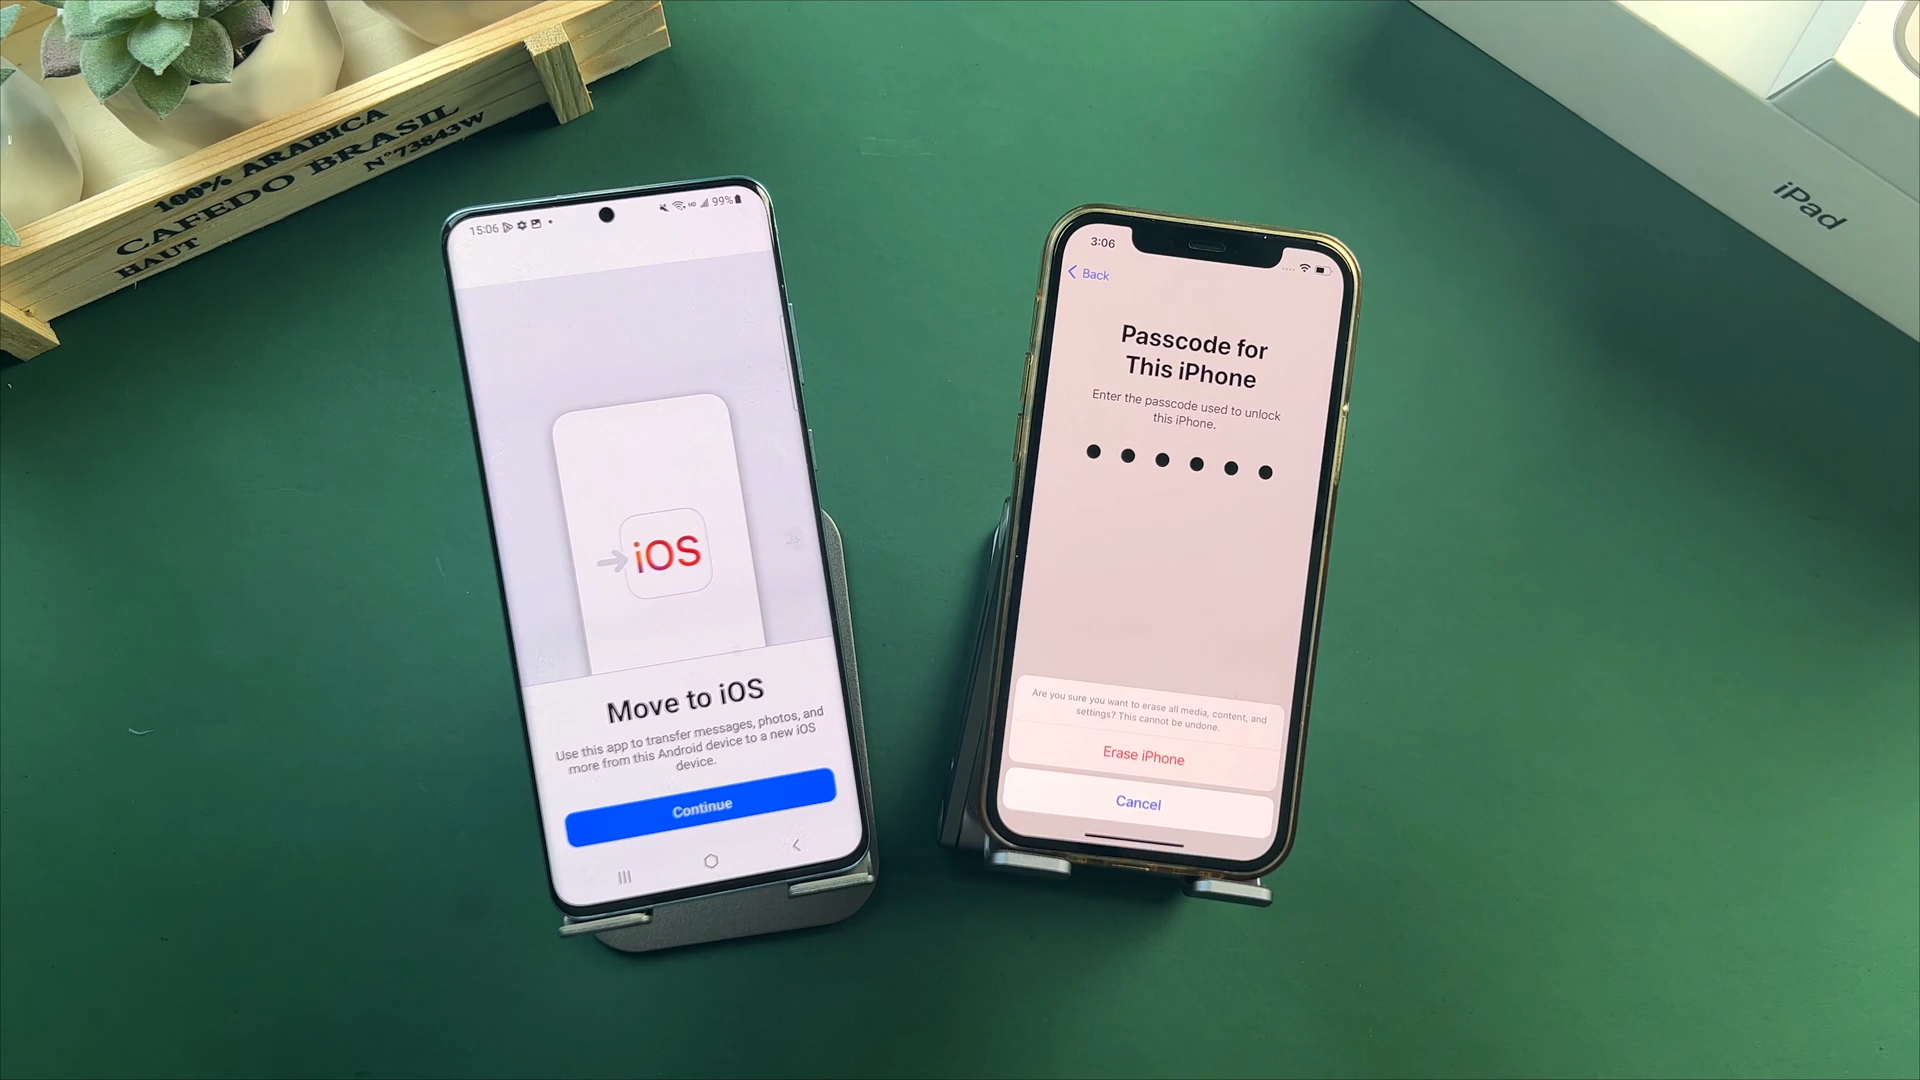 100% ARABICA
CAFEDO BRASIL
HAUT
N°73843W
iPad
15:06
HD
99%
iOS
Move to iOS
Use this app to transfer messages, photos, and
more from this Android device to a new iOS
device.
Continue
3:06
Back
Passcode for
This iPhone
Enter the passcode used to unlock
this iPhone.
Are you sure you want to erase all media, content, and
settings? This cannot be undone.
Erase iPhone
Cancel